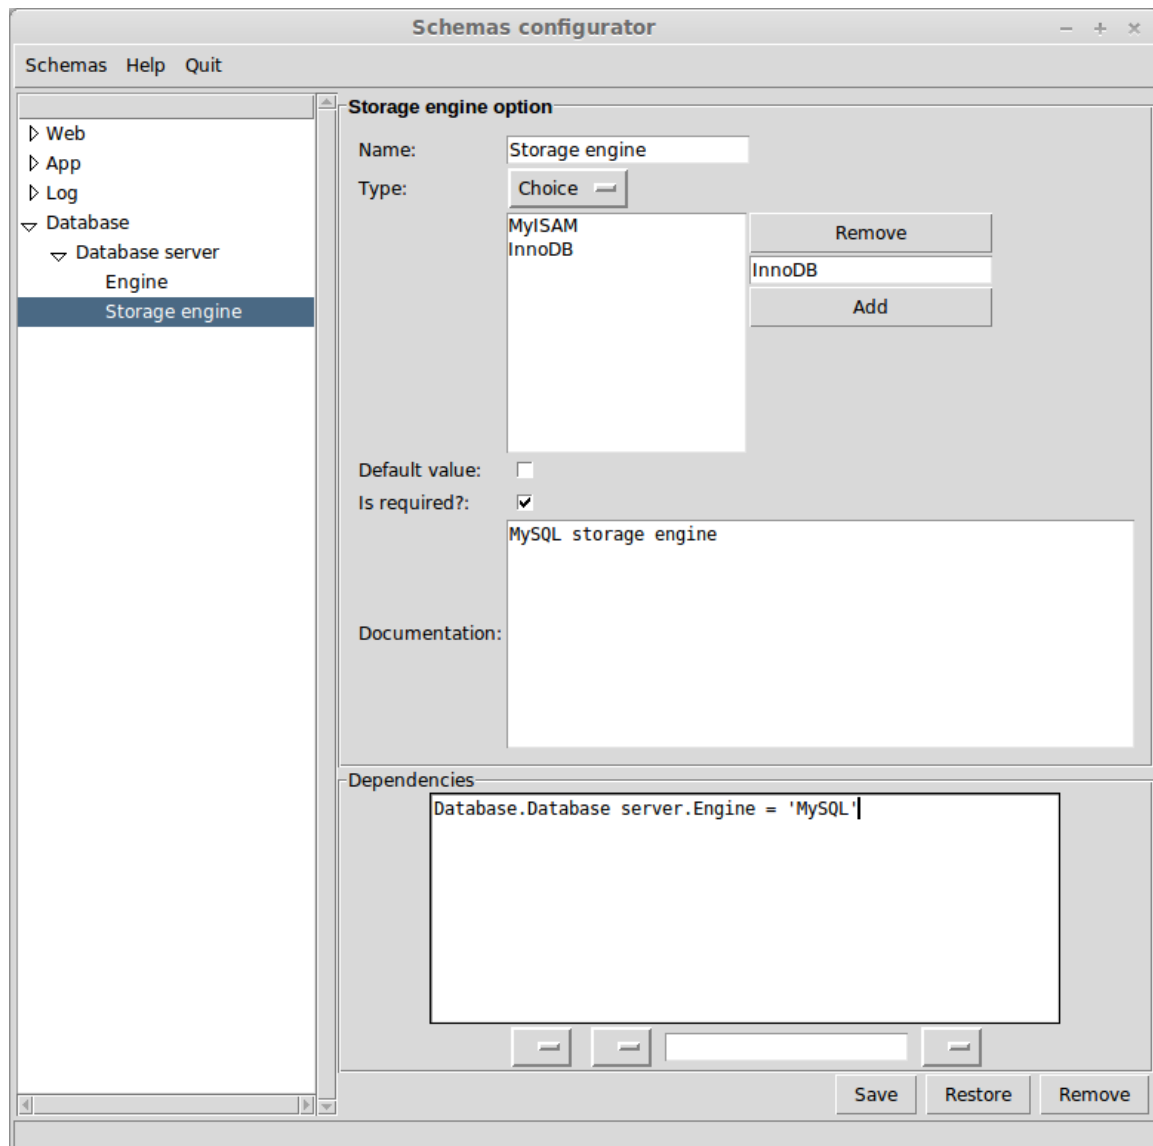 Schemas configurator
Schemas Help Quit
Web
App
Log
Database
Database server
Engine
Storage engine
Storage engine option
Name: Storage engine
Type: Choice
MyISAM
InnoDB
Remove
InnoDB
Add
Default value:
Is required?:
Documentation:
MySQL storage engine
Dependencies
Database.Database server.Engine = 'MySQL'
Save Restore Remove